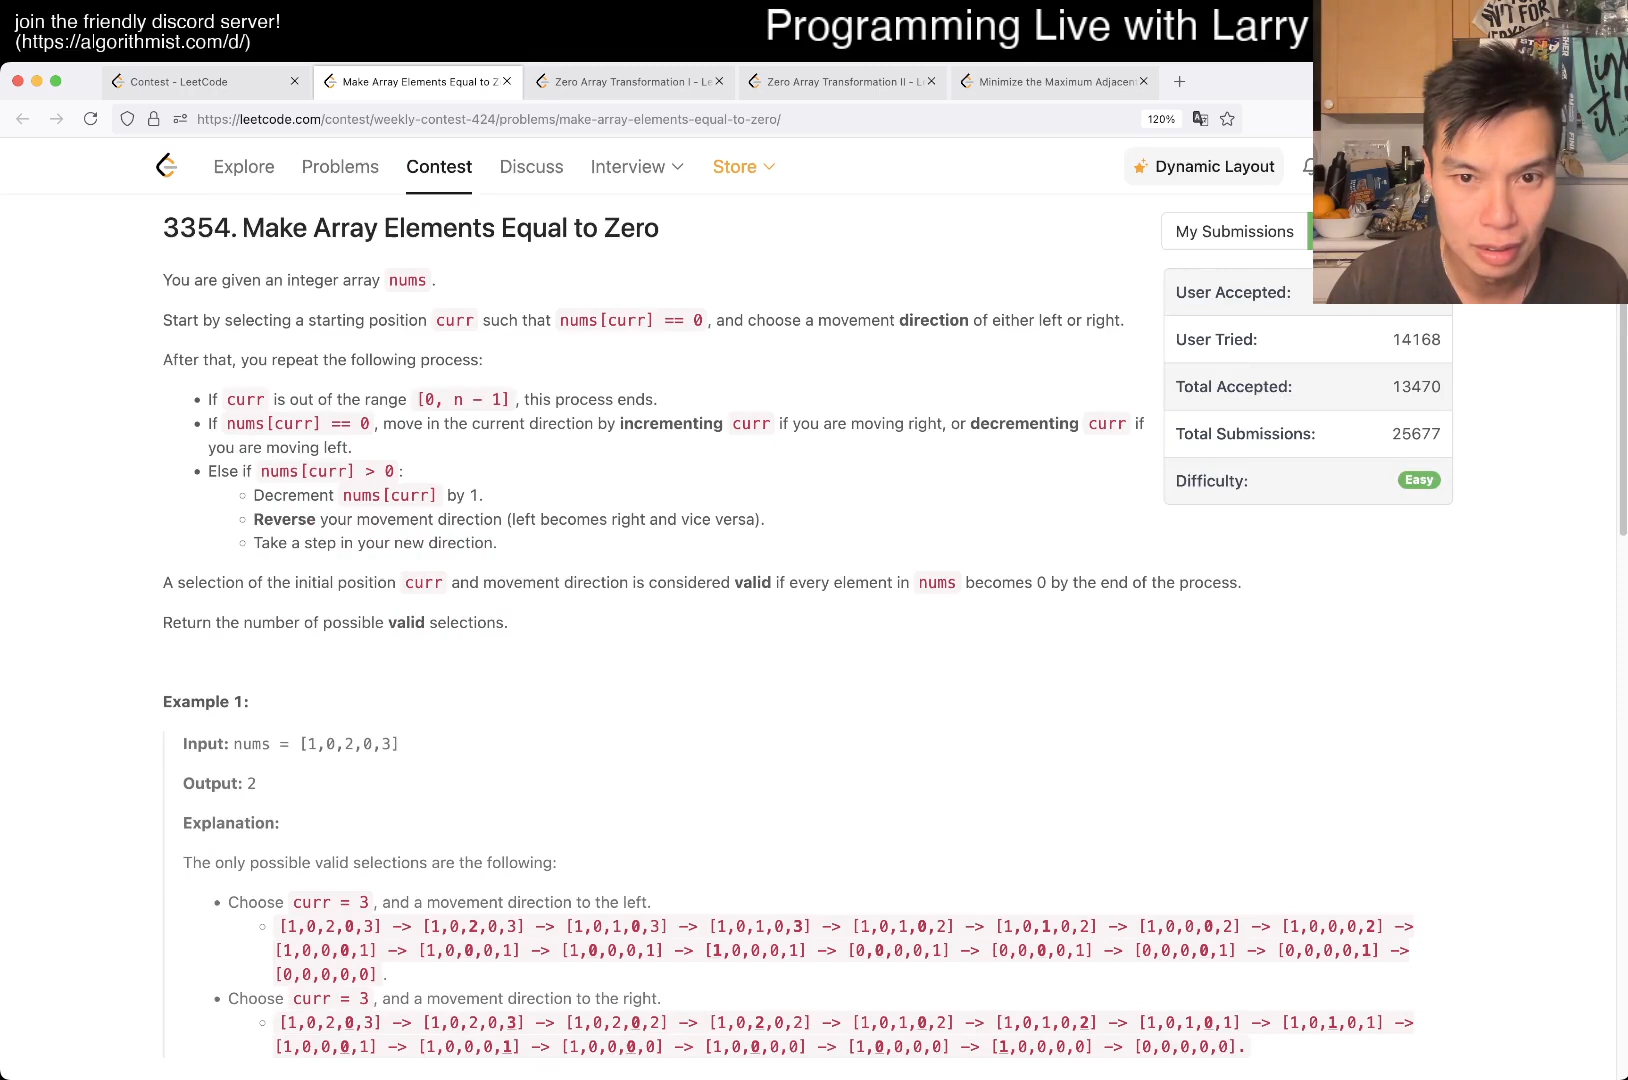 join the friendly discord server!
(https://algorithmist.com/d/)
Programming Live with Larry
Contest - LeetCode
Make Array Elements Equal to Z
Zero Array Transformation I - Le
Zero Array Transformation II - L
Minimize the Maximum Adjacen
https://leetcode.com/contest/weekly-contest-424/problems/make-array-elements-equal-to-zero/
120%
Explore
Problems
Contest
Discuss
Interview
Store
Dynamic Layout
3354. Make Array Elements Equal to Zero
My Submissions
You are given an integer array nums.
Start by selecting a starting position curr such that nums[curr] == 0, and choose a movement direction of either left or right.
After that, you repeat the following process:
• If curr is out of the range [0, n - 1], this process ends.
• If nums[curr] == 0, move in the current direction by incrementing curr if you are moving right, or decrementing curr if
you are moving left.
• Else if nums[curr] > 0:
◦ Decrement nums[curr] by 1.
◦ Reverse your movement direction (left becomes right and vice versa).
◦ Take a step in your new direction.
A selection of the initial position curr and movement direction is considered valid if every element in nums becomes 0 by the end of the process.
Return the number of possible valid selections.
User Accepted:
User Tried: 14168
Total Accepted: 13470
Total Submissions: 25677
Difficulty: Easy
Example 1:
Input: nums = [1,0,2,0,3]
Output: 2
Explanation:
The only possible valid selections are the following:
• Choose curr = 3, and a movement direction to the left.
◦ [1,0,2,0,3] -> [1,0,2,0,3] -> [1,0,1,0,3] -> [1,0,1,0,3] -> [1,0,1,0,2] -> [1,0,1,0,2] -> [1,0,0,0,2] -> [1,0,0,0,2] ->
[1,0,0,0,1] -> [1,0,0,0,1] -> [1,0,0,0,1] -> [1,0,0,0,1] -> [0,0,0,0,1] -> [0,0,0,0,1] -> [0,0,0,0,1] -> [0,0,0,0,1] ->
[0,0,0,0,0].
• Choose curr = 3, and a movement direction to the right.
◦ [1,0,2,0,3] -> [1,0,2,0,3] -> [1,0,2,0,2] -> [1,0,2,0,2] -> [1,0,1,0,2] -> [1,0,1,0,2] -> [1,0,1,0,1] -> [1,0,1,0,1] ->
[1,0,0,0,1] -> [1,0,0,0,1] -> [1,0,0,0,0] -> [1,0,0,0,0] -> [1,0,0,0,0] -> [1,0,0,0,0] -> [0,0,0,0,0].